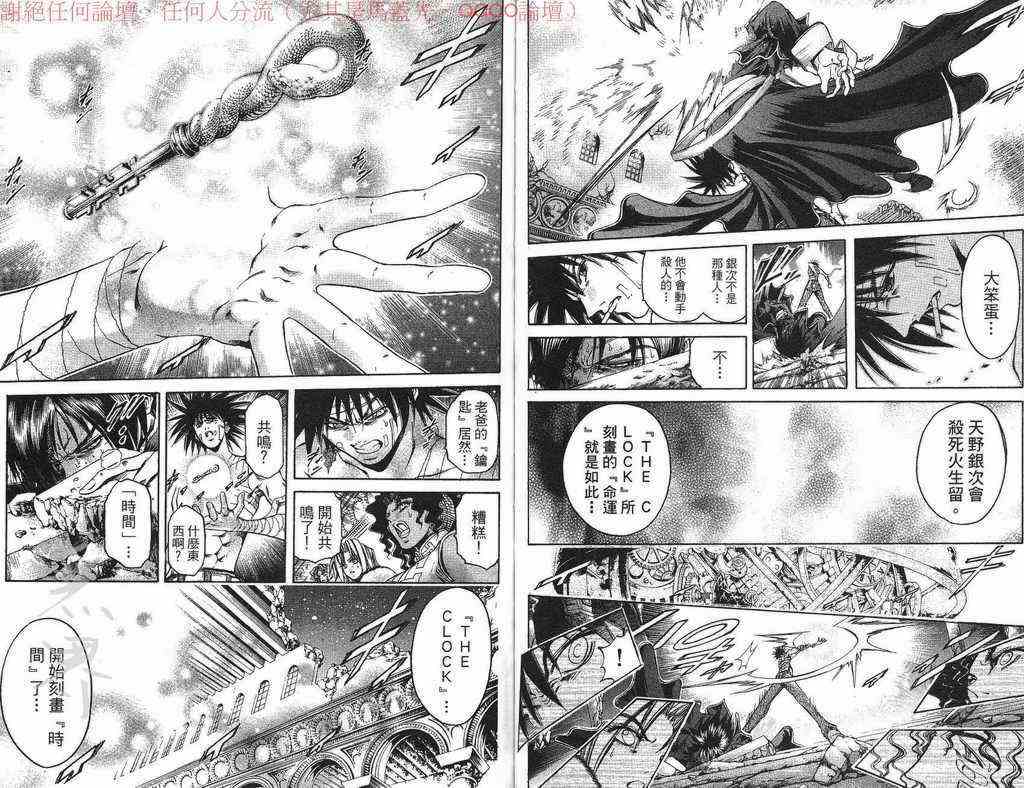 謝絕任何論壇、任何人分流（
論壇）
大笨蛋…
銀次不是
那種人…
他不會動手
殺人的…
不…
天野銀次會
殺死火生留。
『THE C
LOCK』所
刻畫的『命運
』就是如此…
！
老爸的『鑰
匙』居然…
共鳴？
什麼東
西啊？
「時間」…
糟糕！
開始共
鳴了！
『THE
CLOCK』…
開始刻畫『時
間』了…